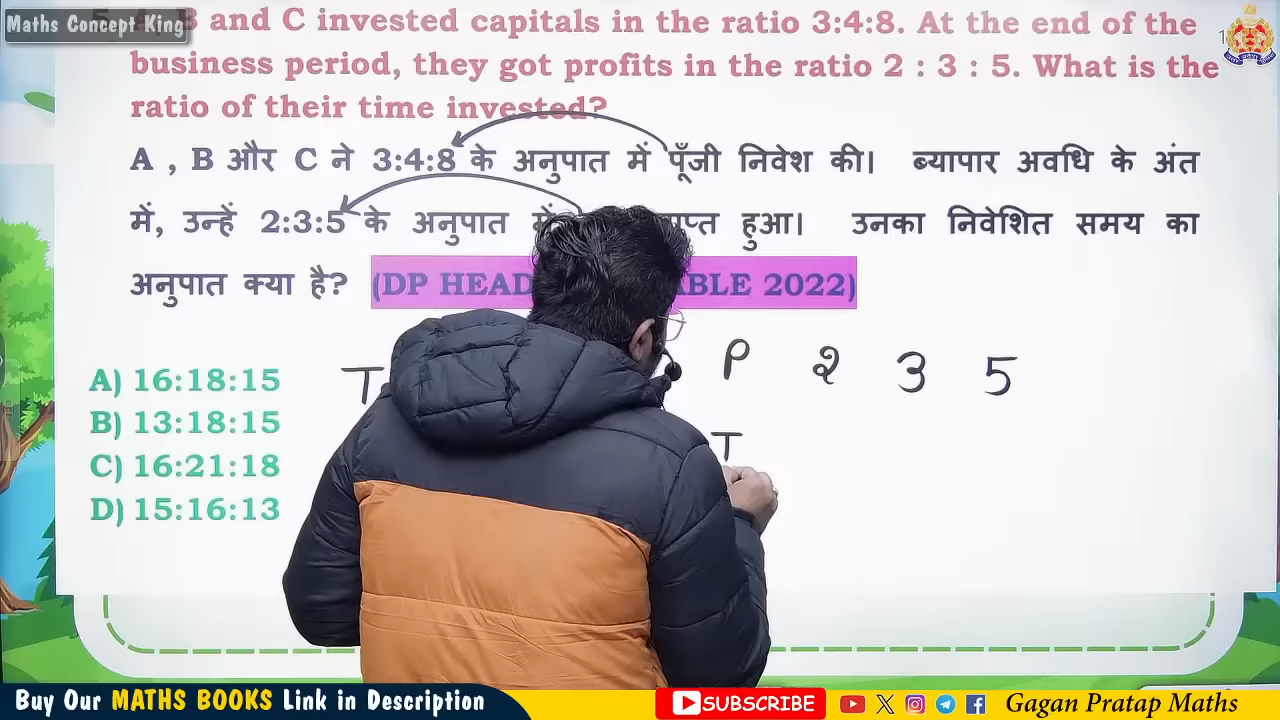 Maths Concept King
B and C invested capitals in the ratio 3:4:8. At the end of the
business period, they got profits in the ratio 2 : 3 : 5. What is the
ratio of their time invested?
A , B और C ने 3:4:8 के अनुपात में पूँजी निवेश की। ब्यापार अवधि के अंत
में, उन्हें 2:3:5 के अनुपात में हुआ। उनका निवेशित समय का
अनुपात क्या है? (DP HEAD 2022)
A) 16:18:15
B) 13:18:15
C) 16:21:18
D) 15:16:13
T
P २ 3 5
T
Buy Our MATHS BOOKS Link in Description
SUBSCRIBE
Gagan Pratap Maths